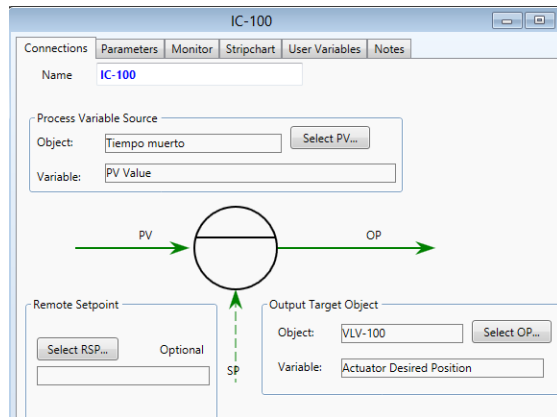 IC-100
Connections Parameters Monitor Stripchart User Variables Notes
Name IC-100
Process Variable Source
Object: Tiempo muerto Select PV...
Variable: PV Value
PV OP
Remote Setpoint
Select RSP... Optional
SP
Output Target Object
Object: VLV-100 Select OP...
Variable: Actuator Desired Position